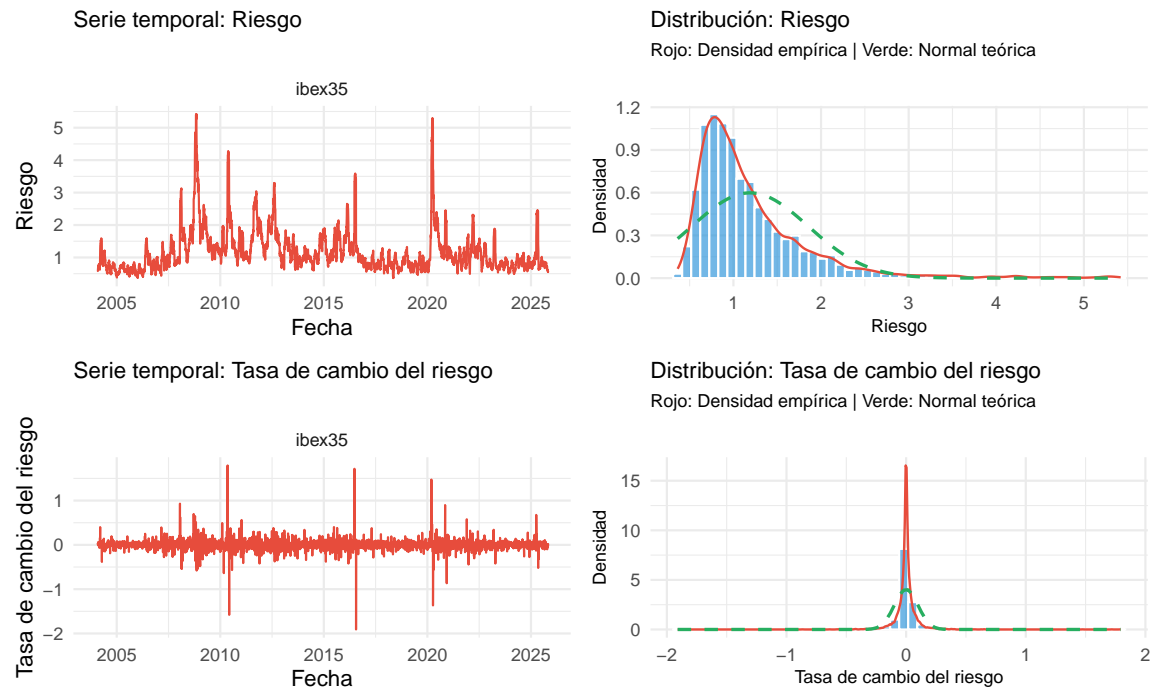 Serie temporal: Riesgo
ibex35
Riesgo
5
4
3
2
1
2005 2010 2015 2020 2025
Fecha
Distribución: Riesgo
Rojo: Densidad empírica | Verde: Normal teórica
Densidad
1.2
0.9
0.6
0.3
0.0
1 2 3 4 5
Riesgo
Serie temporal: Tasa de cambio del riesgo
ibex35
Tasa de cambio del riesgo
1
0
−1
−2
2005 2010 2015 2020 2025
Fecha
Distribución: Tasa de cambio del riesgo
Rojo: Densidad empírica | Verde: Normal teórica
Densidad
15
10
5
0
−2 −1 0 1 2
Tasa de cambio del riesgo